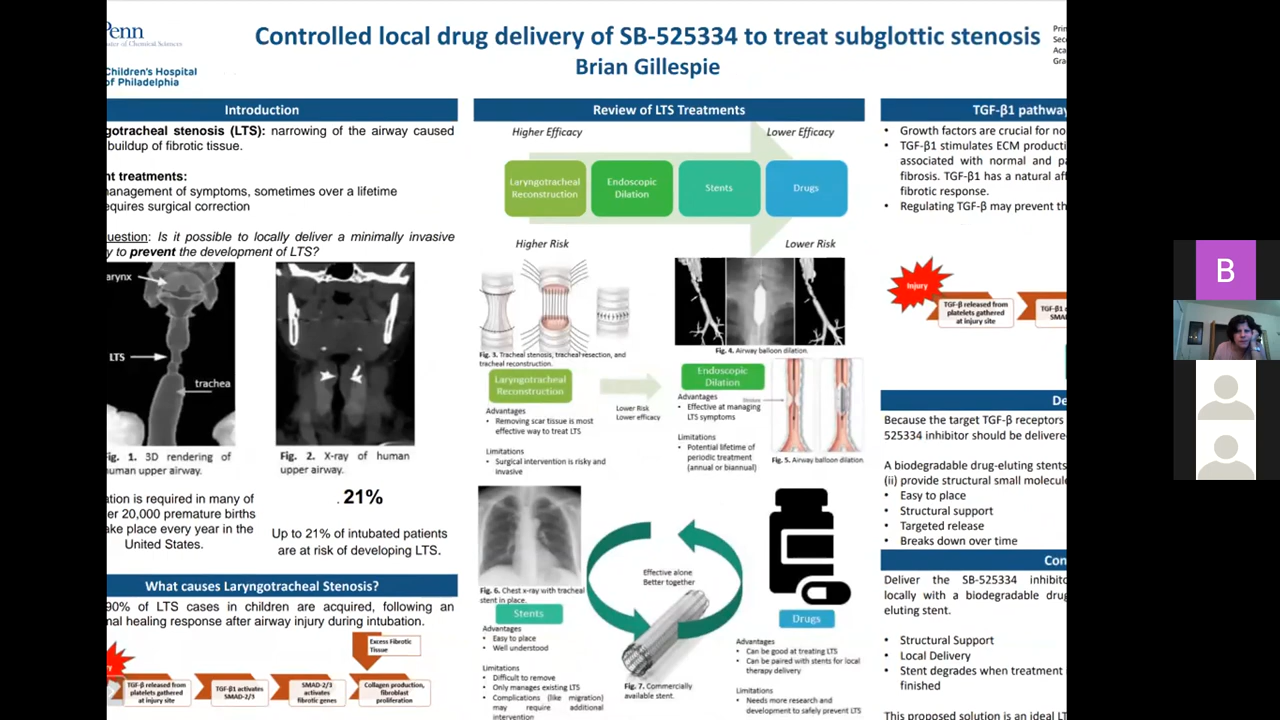 Penn
Children's Hospital
of Philadelphia
Controlled local drug delivery of SB-525334 to treat subglottic stenosis
Brian Gillespie
Prin
Seco
Aca
Gra
Introduction
gotracheal stenosis (LTS): narrowing of the airway caused
buildup of fibrotic tissue.
nt treatments:
anagement of symptoms, sometimes over a lifetime
equires surgical correction
uestion: Is it possible to locally deliver a minimally invasive
y to prevent the development of LTS?
arynx
LTS
trachea
Fig. 1. 3D rendering of
human upper airway.
Fig. 2. X-ray of human
upper airway.
ation is required in many of
er 20,000 premature births
ake place every year in the
United States.
. 21%
Up to 21% of intubated patients
are at risk of developing LTS.
What causes Laryngotracheal Stenosis?
90% of LTS cases in children are acquired, following an
mal healing response after airway injury during intubation.
Excess Fibrotic
Tissue
TGF-β released from
platelets gathered
at injury site
TGF-β1 activates
SMAD-2/3
SMAD-2/3
activates
fibrotic genes
Collagen production,
fibroblast
proliferation
Review of LTS Treatments
Higher Efficacy
Lower Efficacy
Laryngotracheal
Reconstruction
Endoscopic
Dilation
Stents
Drugs
Higher Risk
Lower Risk
Fig. 3. Tracheal stenosis, tracheal resection, and
tracheal reconstruction.
Fig. 4. Airway balloon dilation.
Laryngotracheal
Reconstruction
Lower Risk
Lower efficacy
Endoscopic
Dilation
Advantages
• Removing scar tissue is most
effective way to treat LTS
Limitations
• Surgical intervention is risky and
invasive
Advantages
• Effective at managing
LTS symptoms
Limitations
• Potential lifetime of
periodic treatment
(annual or biannual)
Fig. 5. Airway balloon dilation.
Effective alone
Better together
Fig. 6. Chest x-ray with tracheal
stent in place.
Stents
Advantages
• Easy to place
• Well understood
Limitations
• Difficult to remove
• Only manages existing LTS
• Complications (like migration)
may require additional
intervention
Fig. 7. Commercially
available stent.
Drugs
Advantages
• Can be good at treating LTS
• Can be paired with stents for local
therapy delivery
Limitations
• Needs more research and
development to safely prevent LTS
TGF-β1 pathway
• Growth factors are crucial for no
• TGF-β1 stimulates ECM producti
associated with normal and pa
fibrosis. TGF-β1 has a natural aff
fibrotic response.
• Regulating TGF-β may prevent th
Injury
TGF-β released from
platelets gathered
at injury site
TGF-β1
SMA
De
Because the target TGF-β receptors
525334 inhibitor should be delivere
A biodegradable drug-eluting stents
(ii) provide structural small molecule
• Easy to place
• Structural support
• Targeted release
• Breaks down over time
Con
Deliver the SB-525334 inhibito
locally with a biodegradable drug
eluting stent.
• Structural Support
• Local Delivery
• Stent degrades when treatment
finished
This proposed solution is an ideal LT
B